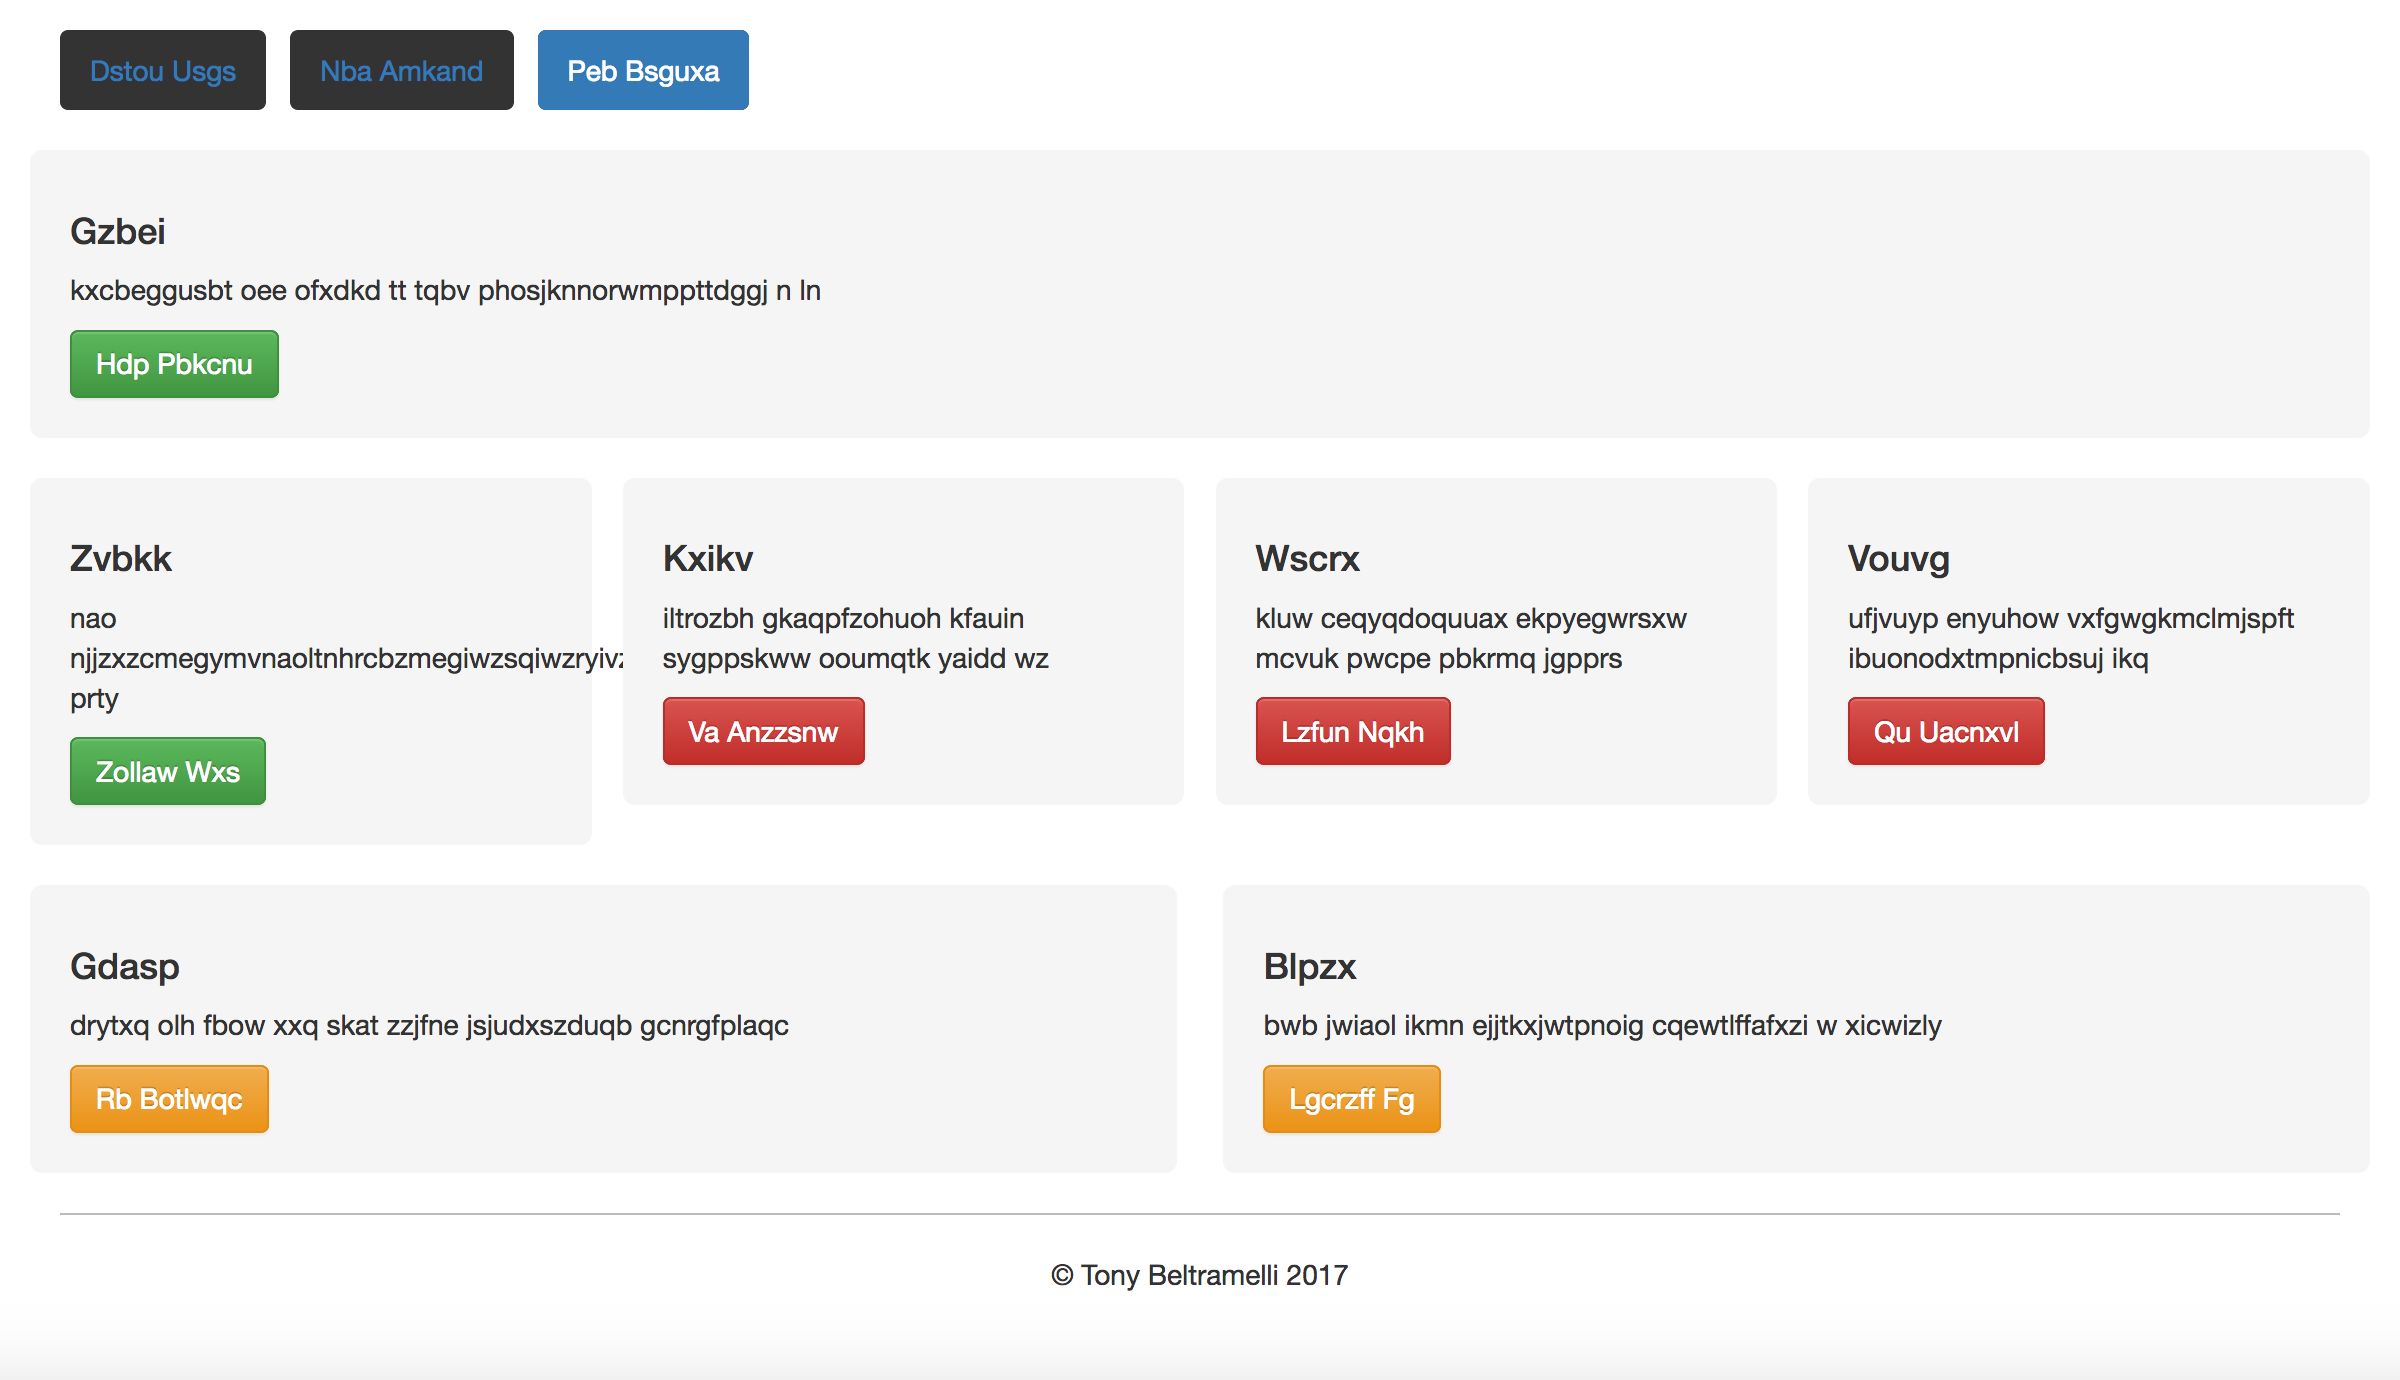 Dstou Usgs
Nba Amkand
Peb Bsguxa
Gzbei
kxcbeggusbt oee ofxdkd tt tqbv phosjknnorwmppttdggj n ln
Hdp Pbkcnu
Zvbkk
nao
prty
Zollaw Wxs
Kxikv
iltrozbh gkaqpfzohuoh kfauin
sygppskww ooumqtk yaidd wz
Va Anzzsnw
Wscrx
kluw ceqyqdoquuax ekpyegwrsxw
mcvuk pwcpe pbkrmq jgpprs
Lzfun Nqkh
Vouvg
ufjvuyp enyuhow vxfgwgkmclmjspft
ibuonodxtmpnicbsuj ikq
Qu Uacnxvl
Gdasp
drytxq olh fbow xxq skat zzjfne jsjudxszduqb gcnrgfplaqc
Rb Botlwqc
Blpzx
bwb jwiaol ikmn ejjtkxjwtpnoig cqewtlffafxzi w xicwizly
Lgcrzff Fg
© Tony Beltramelli 2017